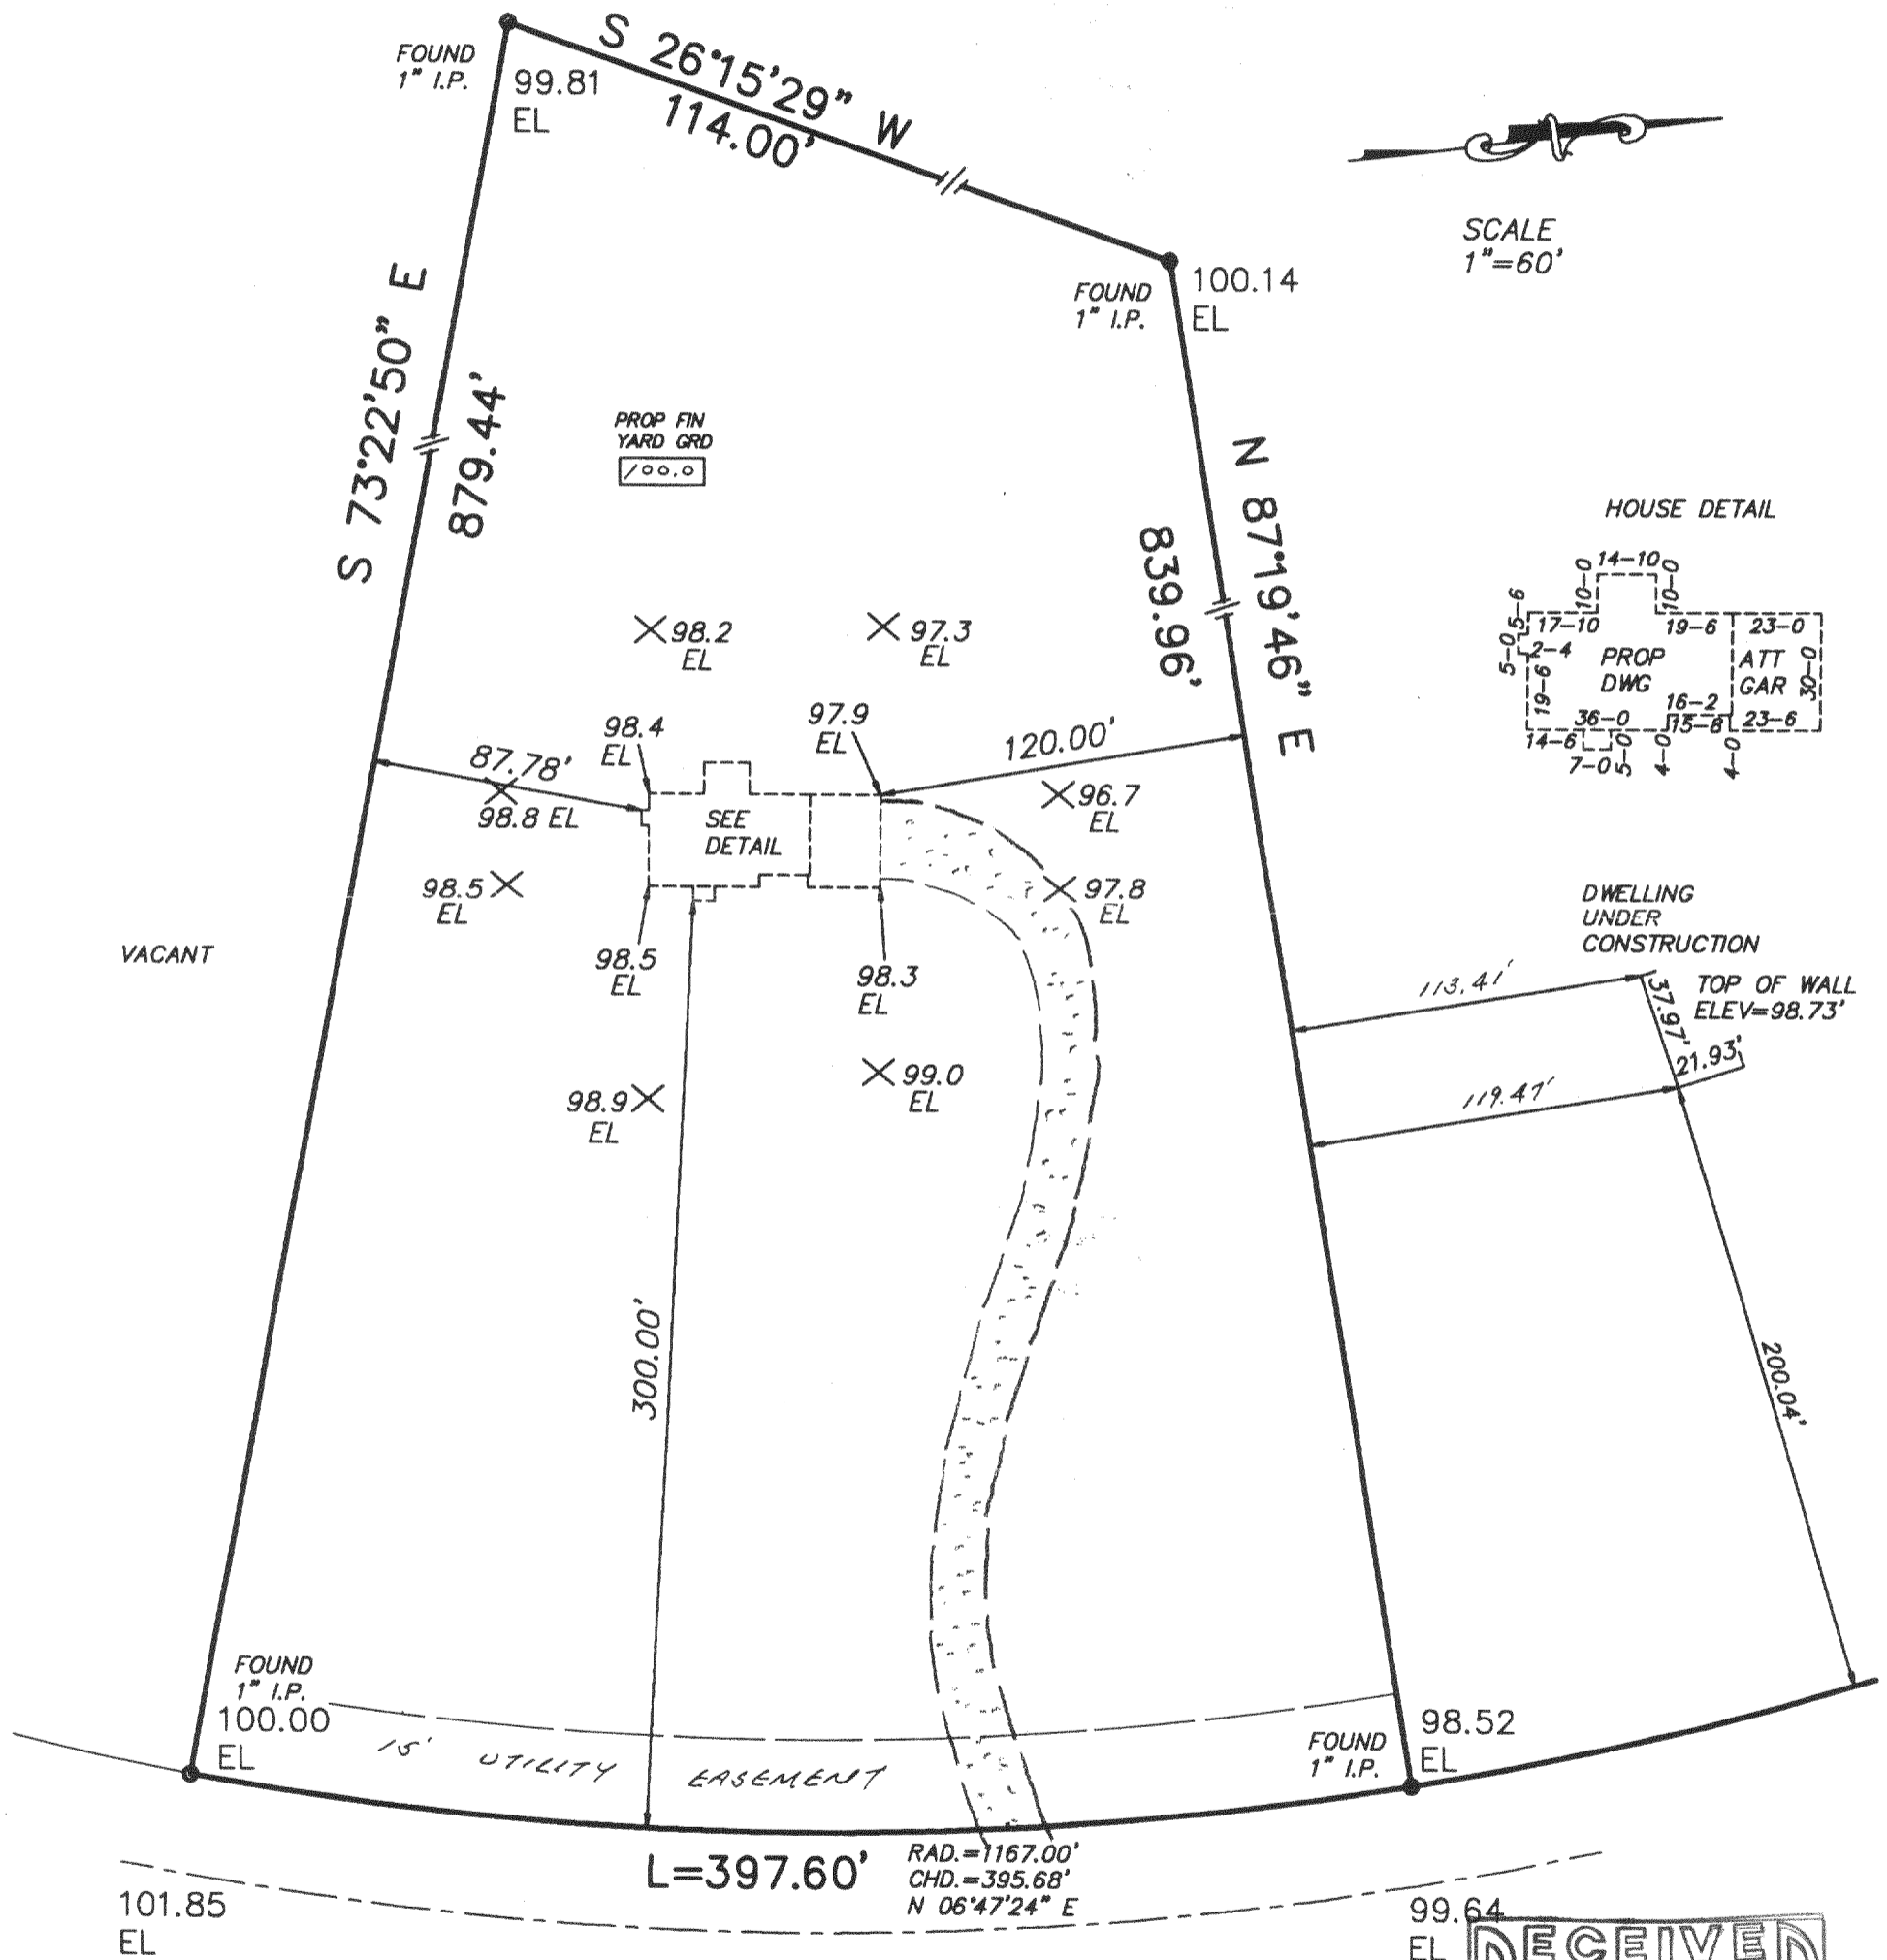 FOUND
1" I.P.
99.81
EL
S 26°15'29" W
114.00'
SCALE
1"=60'
FOUND
1" I.P.
100.14
EL
S 73°22'50" E
879.44'
PROP FIN
YARD GRD
100.0
N 87°19'46" E
839.96'
HOUSE DETAIL
14-10
10-0
10-0
5-6
17-10
19-6
23-0
5-0
2-4
PROP
DWG
ATT
GAR
30-0
19-6
16-2
36-0
15-8
23-6
14-6
7-0
5-0
4-0
4-0
98.2
EL
97.3
EL
98.4
EL
97.9
EL
87.78'
120.00'
98.8 EL
SEE
DETAIL
96.7
EL
98.5
EL
97.8
EL
VACANT
98.5
EL
98.3
EL
DWELLING
UNDER
CONSTRUCTION
TOP OF WALL
ELEV=98.73'
113.41'
37.97'
21.93'
119.47'
98.9
EL
99.0
EL
300.00'
200.04'
FOUND
1" I.P.
100.00
EL
15' UTILITY EASEMENT
FOUND
1" I.P.
98.52
EL
L=397.60'
RAD.=1167.00'
CHD.=395.68'
N 06°47'24" E
101.85
EL
99.64
EL
RECEIVED